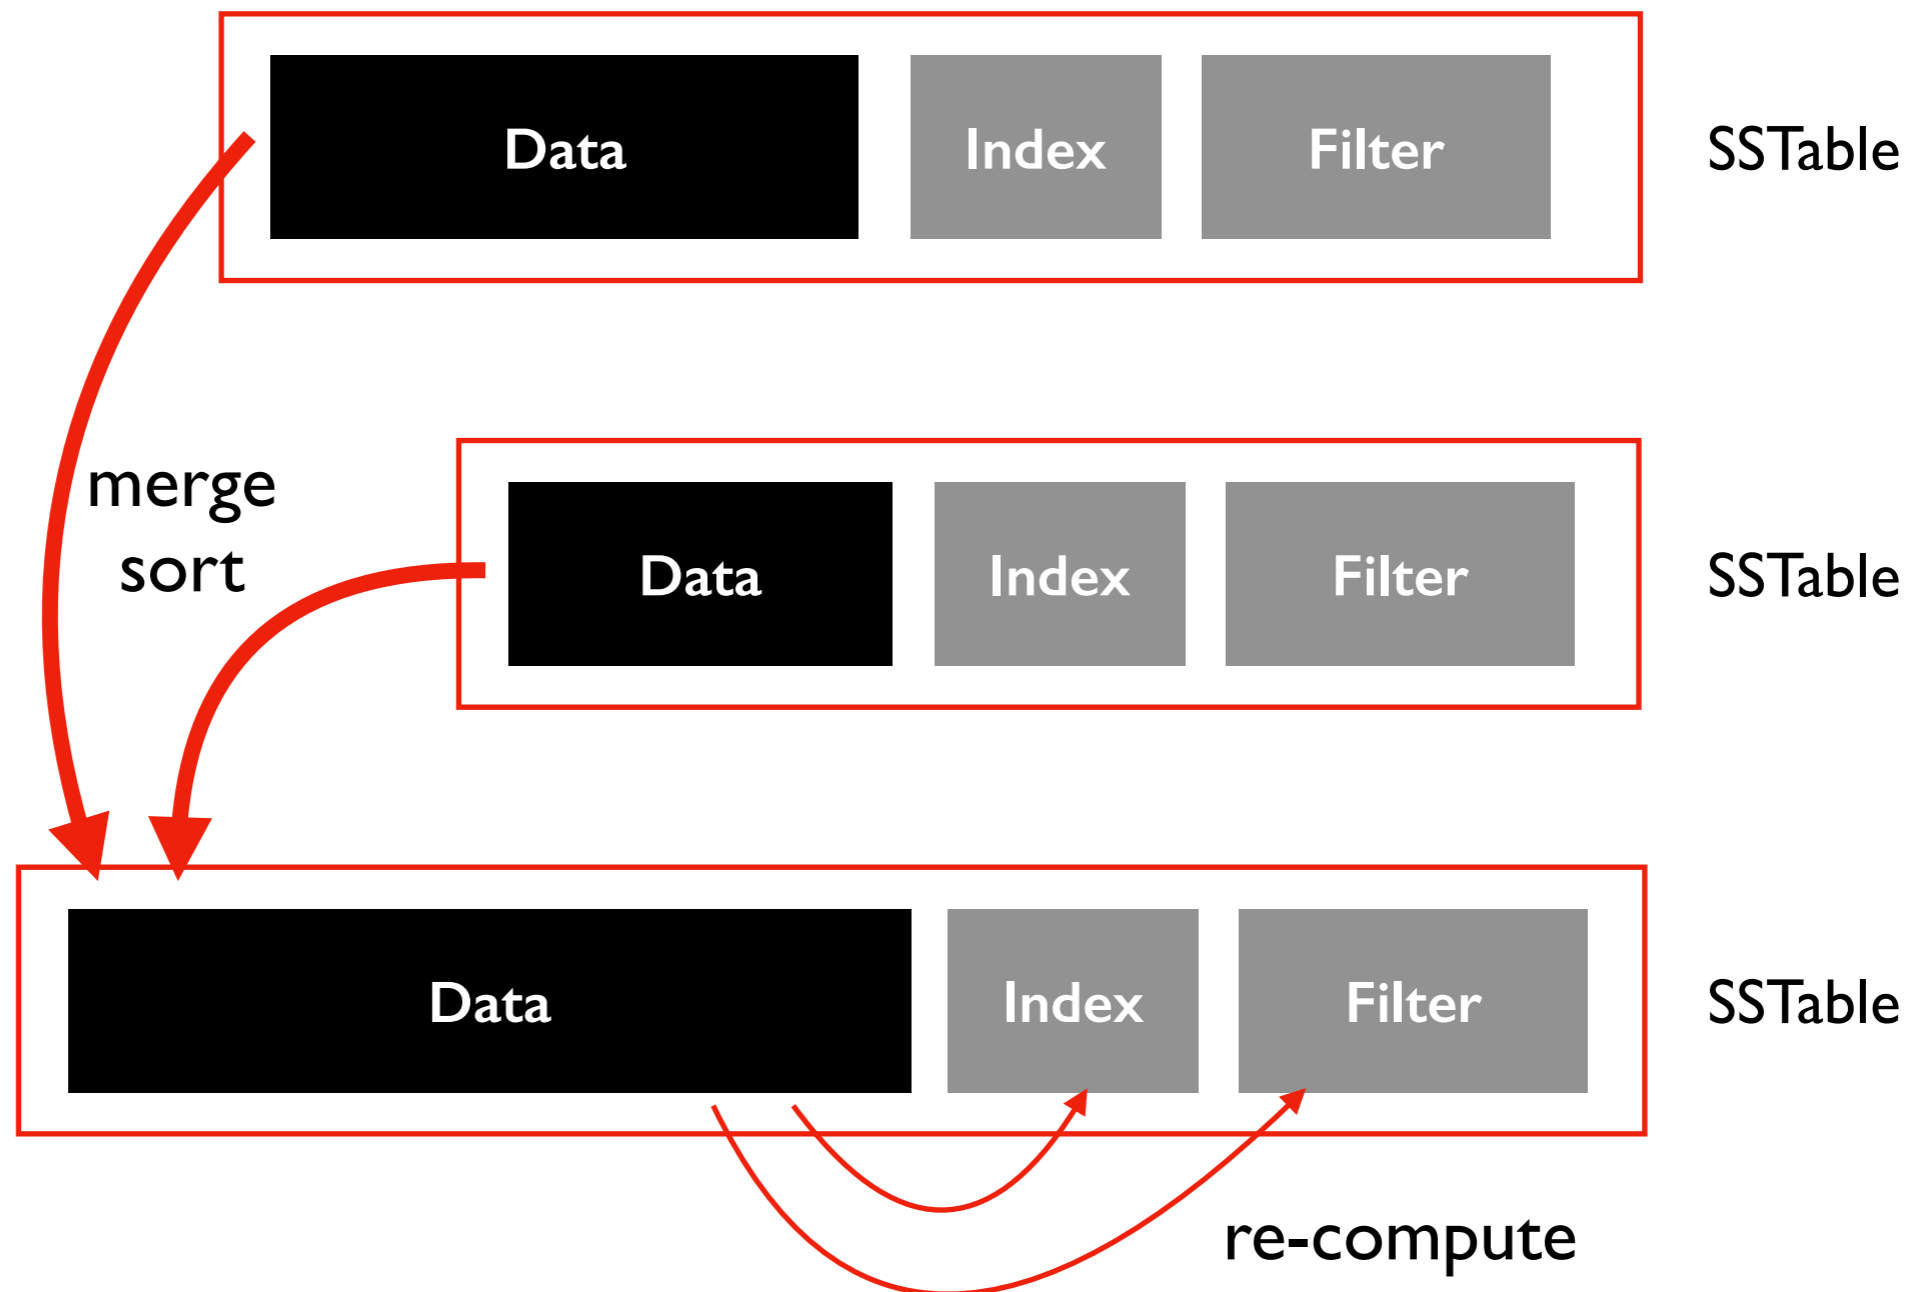 Data Index Filter SSTable
merge
sort
Data Index Filter SSTable
Data Index Filter SSTable
re-compute